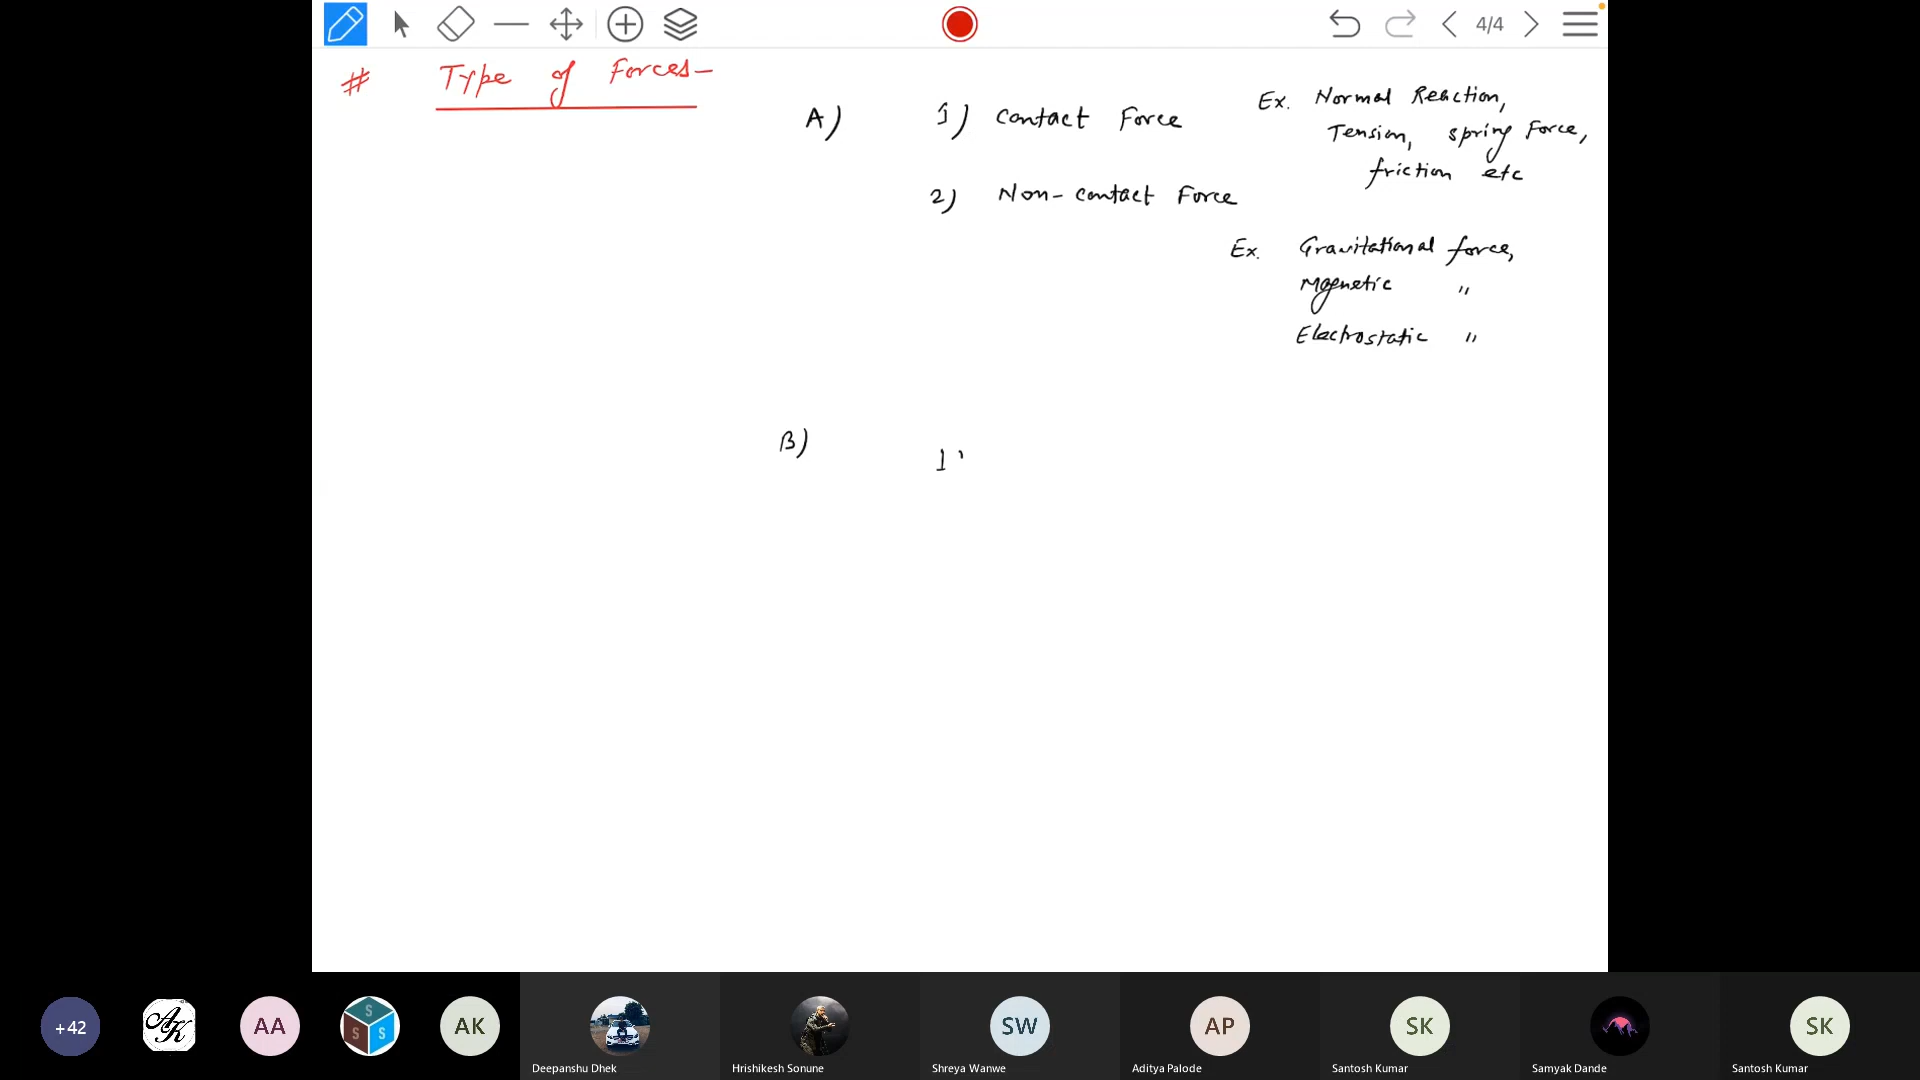 4/4
# Type of Forces-
A) 1) Contact Force
Ex. Normal Reaction,
Tension, spring Force,
friction etc
2) Non-contact Force
Ex. Gravitational force,
Magnetic "
Electrostatic "
B) 1
+42
AK
AA
S S S
AK
SW
AP
SK
SK
Deepanshu Dhek
Hrishikesh Sonune
Shreya Wanwe
Aditya Palode
Santosh Kumar
Samyak Dande
Santosh Kumar